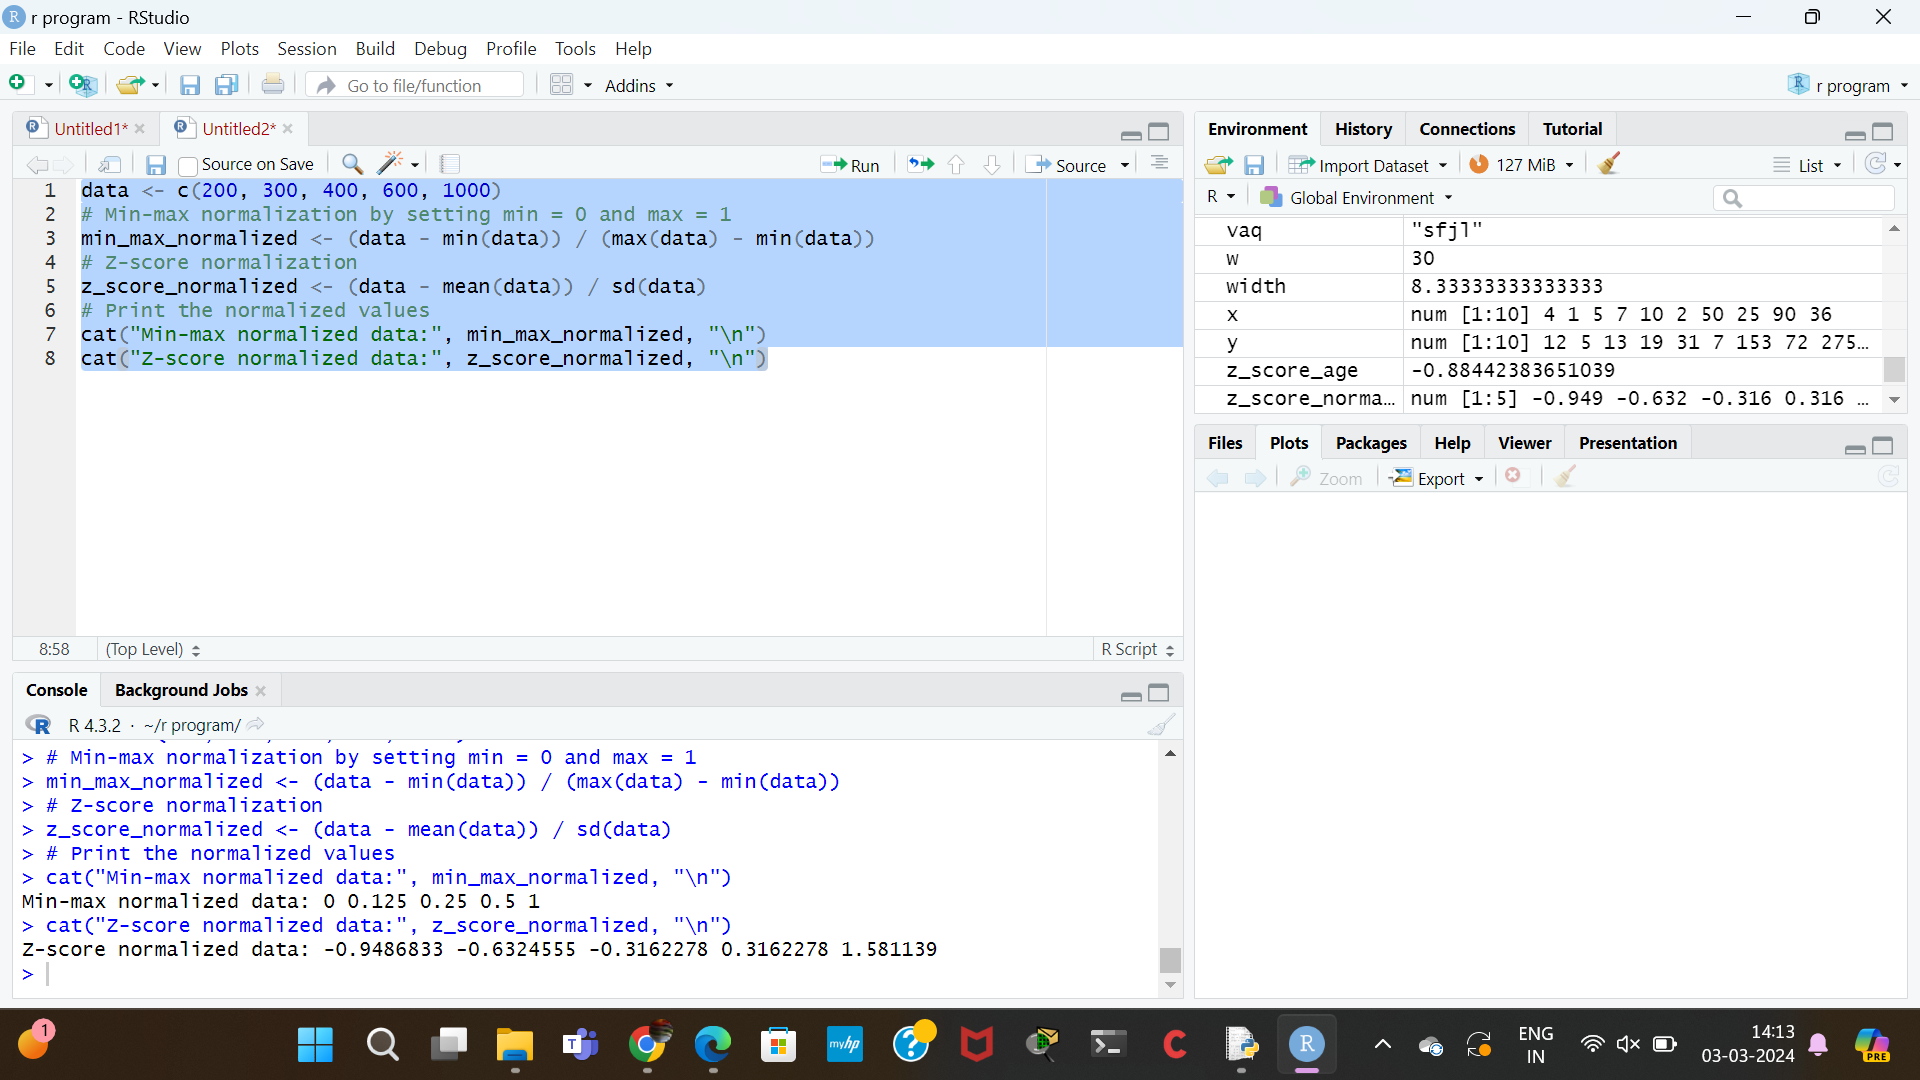 r program - RStudio
File Edit Code View Plots Session Build Debug Profile Tools Help
Go to file/function Addins r program
Untitled1* Untitled2*
Source on Save Run Source
1 data <- c(200, 300, 400, 600, 1000)
2 # Min-max normalization by setting min = 0 and max = 1
3 min_max_normalized <- (data - min(data)) / (max(data) - min(data))
4 # Z-score normalization
5 z_score_normalized <- (data - mean(data)) / sd(data)
6 # Print the normalized values
7 cat("Min-max normalized data:", min_max_normalized, "\n")
8 cat("Z-score normalized data:", z_score_normalized, "\n")
8:58 (Top Level) R Script
Console Background Jobs
R 4.3.2 · ~/r program/
> # Min-max normalization by setting min = 0 and max = 1
> min_max_normalized <- (data - min(data)) / (max(data) - min(data))
> # Z-score normalization
> z_score_normalized <- (data - mean(data)) / sd(data)
> # Print the normalized values
> cat("Min-max normalized data:", min_max_normalized, "\n")
Min-max normalized data: 0 0.125 0.25 0.5 1
> cat("Z-score normalized data:", z_score_normalized, "\n")
Z-score normalized data: -0.9486833 -0.6324555 -0.3162278 0.3162278 1.581139
>
Environment History Connections Tutorial
Import Dataset 127 MiB List
R Global Environment
vaq "sfjl"
w 30
width 8.33333333333333
x num [1:10] 4 1 5 7 10 2 50 25 90 36
y num [1:10] 12 5 13 19 31 7 153 72 275…
z_score_age -0.88442383651039
z_score_norma… num [1:5] -0.949 -0.632 -0.316 0.316 …
Files Plots Packages Help Viewer Presentation
Zoom Export
1 myhp R ENG 14:13
IN 03-03-2024 PRE